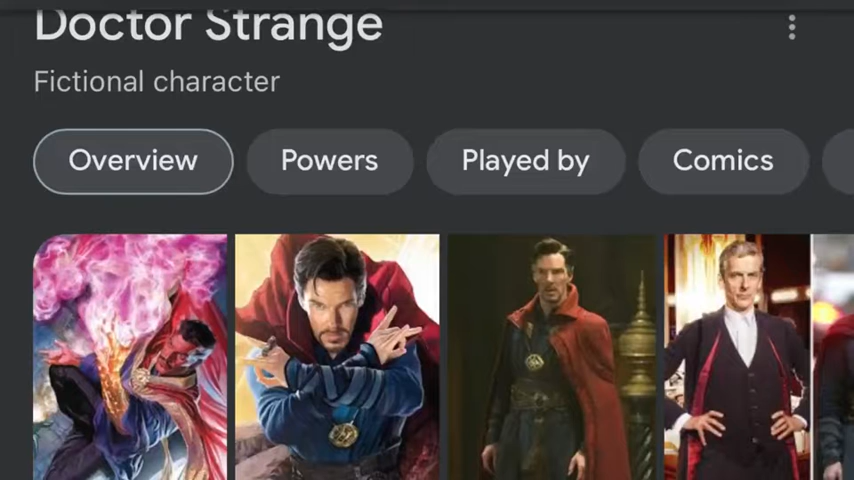 Doctor Strange
Fictional character
Overview Powers Played by Comics